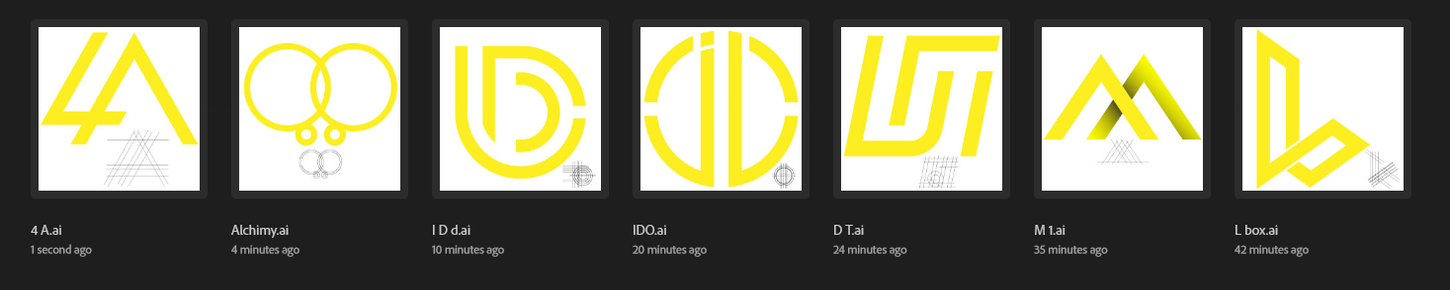 4 A.ai
1 second ago
Alchimy.ai
4 minutes ago
I D d.ai
10 minutes ago
IDO.ai
20 minutes ago
D T.ai
24 minutes ago
M 1.ai
35 minutes ago
L box.ai
42 minutes ago